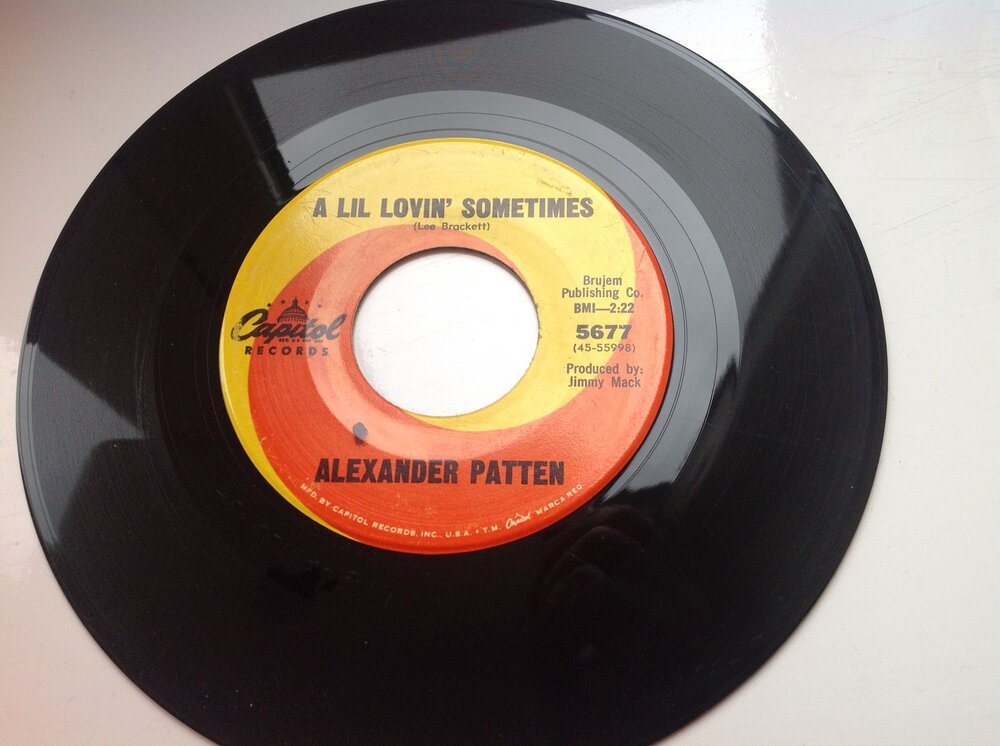 A LIL LOVIN' SOMETIMES
(Lee Brackett)
Brujem
Publishing Co.
BMI—2:22
5677
(45-55998)
Produced by:
Jimmy Mack
Capitol
RECORDS
ALEXANDER PATTEN
MFD. BY CAPITOL RECORDS, INC., U.S.A. • T.M. Capitol MARCA REG.